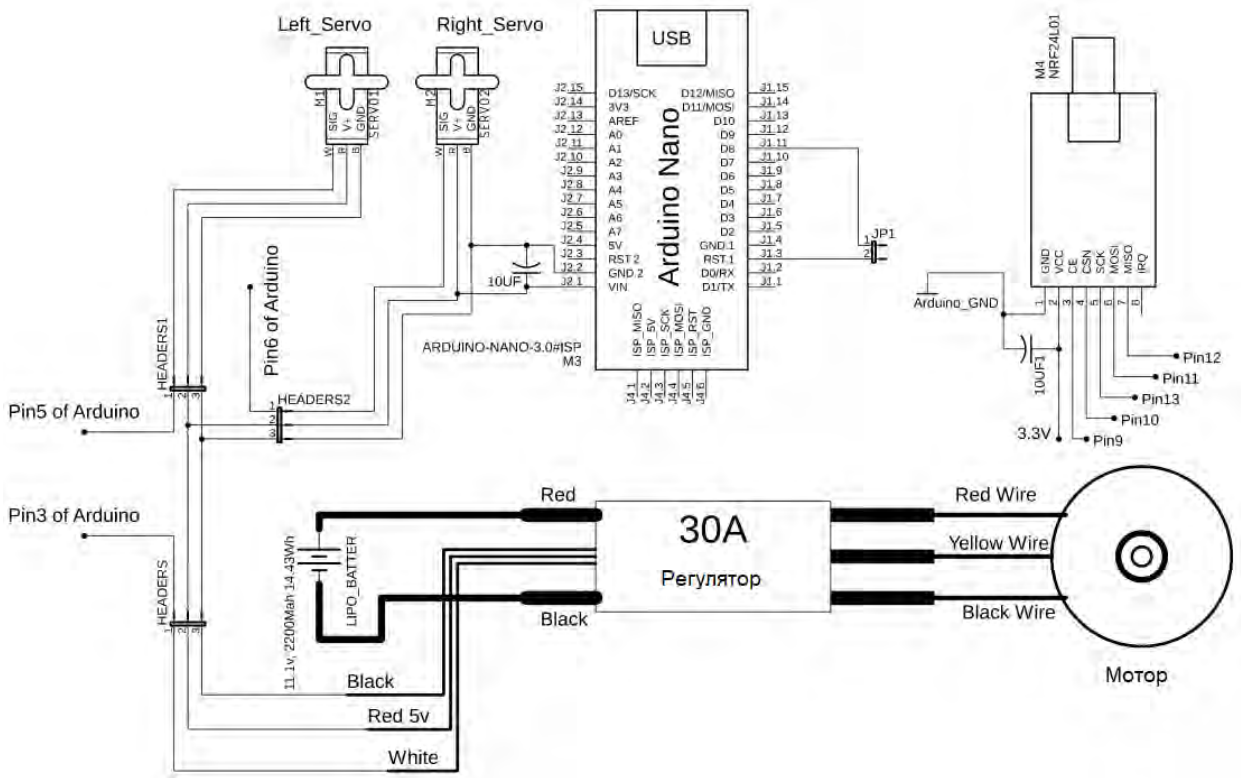 Left_Servo
Right_Servo
M1
SIG
V+
GND
SERVO1
W
R
B
M2
SIG
V+
GND
SERVO2
W
R
B
USB
Arduino Nano
J2.15 D13/SCK D12/MISO J1.15
J2.14 3V3 D11/MOSI J1.14
J2.13 AREF D10 J1.13
J2.12 A0 D9 J1.12
J2.11 A1 D8 J1.11
J2.10 A2 D7 J1.10
J2.9 A3 D6 J1.9
J2.8 A4 D5 J1.8
J2.7 A5 D4 J1.7
J2.6 A6 D3 J1.6
J2.5 A7 D2 J1.5
J2.4 5V GND.1 J1.4
J2.3 RST.2 RST.1 J1.3
J2.2 GND.2 D0/RX J1.2
J2.1 VIN D1/TX J1.1
ISP_MISO
ISP_5V
ISP_SCK
ISP_MOSI
ISP_RST
ISP_GND
J4.1
J4.2
J4.3
J4.4
J4.5
J4.6
ARDUINO-NANO-3.0#ISP
M3
10UF
JP1
1
2
M4
NRF24L01
GND
VCC
CE
CSN
SCK
MOSI
MISO
IRQ
1
2
3
4
5
6
7
8
Arduino_GND
10UF1
3.3V
Pin12
Pin11
Pin13
Pin10
Pin9
Pin6 of Arduino
HEADERS1
1
2
3
HEADERS2
1
2
3
Pin5 of Arduino
Pin3 of Arduino
HEADERS
1
2
3
11.1v, 2200Mah 14.43Wh
LIPO_BATTER
Red
Black
30A
Регулятор
Red Wire
Yellow Wire
Black Wire
Мотор
Black
Red 5v
White